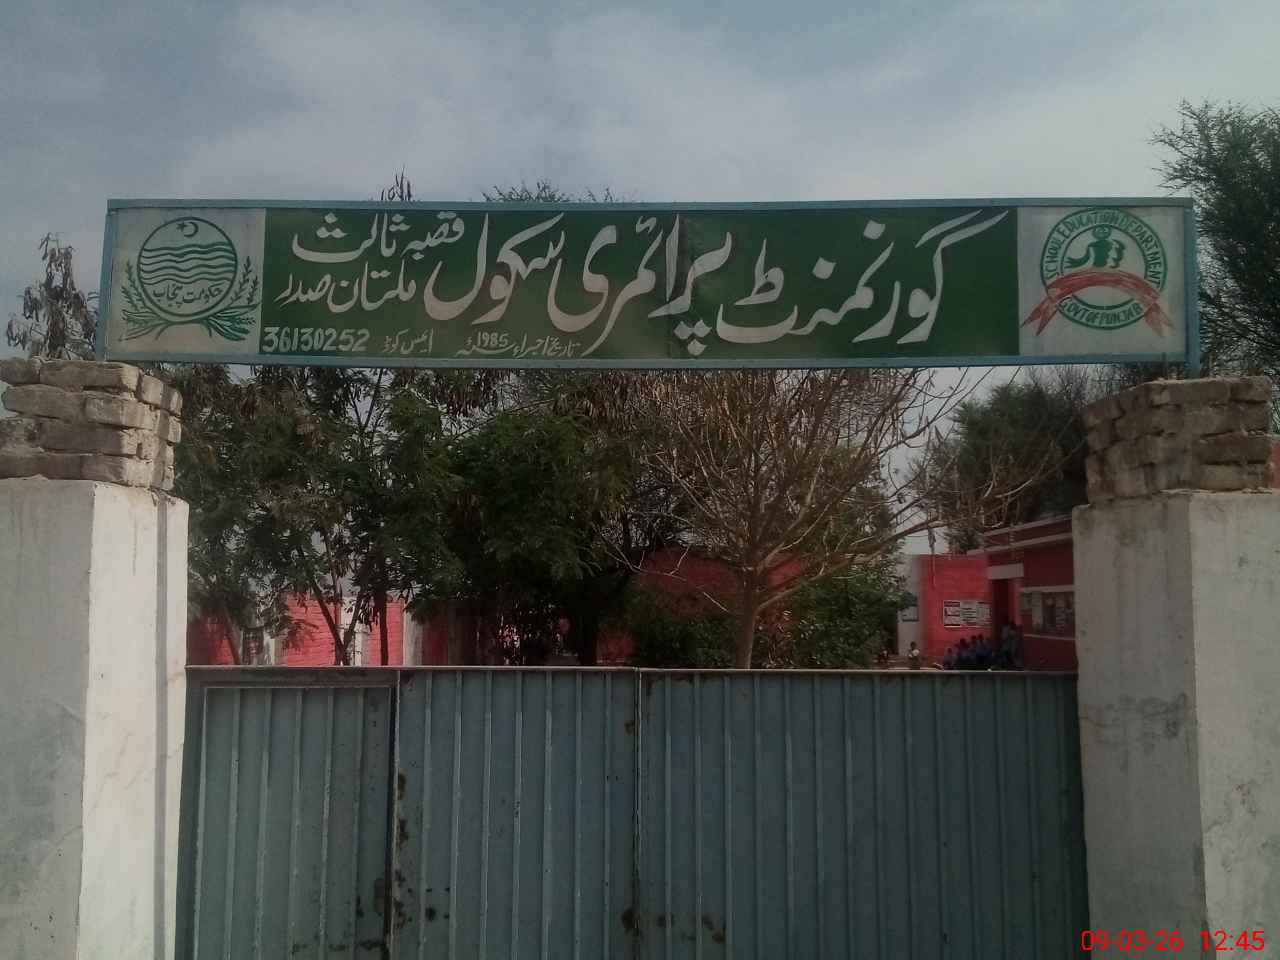 گورنمنٹ پرائمری سکول قصبہ ثالث
ملتان صدر
تاریخ اجراء 1985ء ایمس کوڈ 36130252
حکومت پنجاب
SCHOOL EDUCATION DEPARTMENT
GOVT OF PUNJAB
09-03-26 12:45